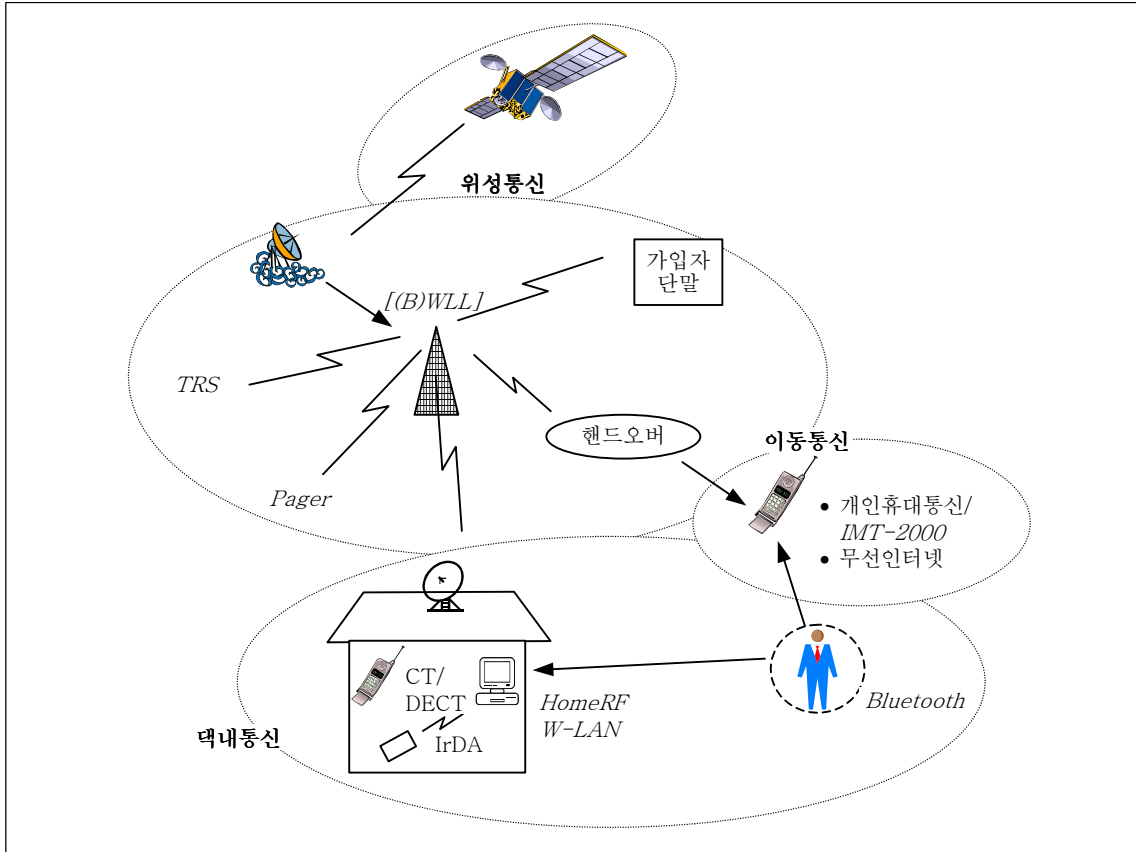 위성통신
가입자
단말
[(B)WLL]
TRS
핸드오버
이동통신
Pager
• 개인휴대통신/
IMT-2000
• 무선인터넷
CT/
DECT
IrDA
HomeRF
W-LAN
Bluetooth
댁내통신